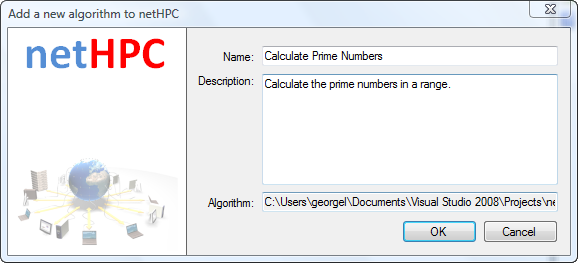 Add a new algorithm to netHPC
netHPC
Name: Calculate Prime Numbers
Description: Calculate the prime numbers in a range.
Algorithm: C:\Users\georgel\Documents\Visual Studio 2008\Projects\ne
OK Cancel